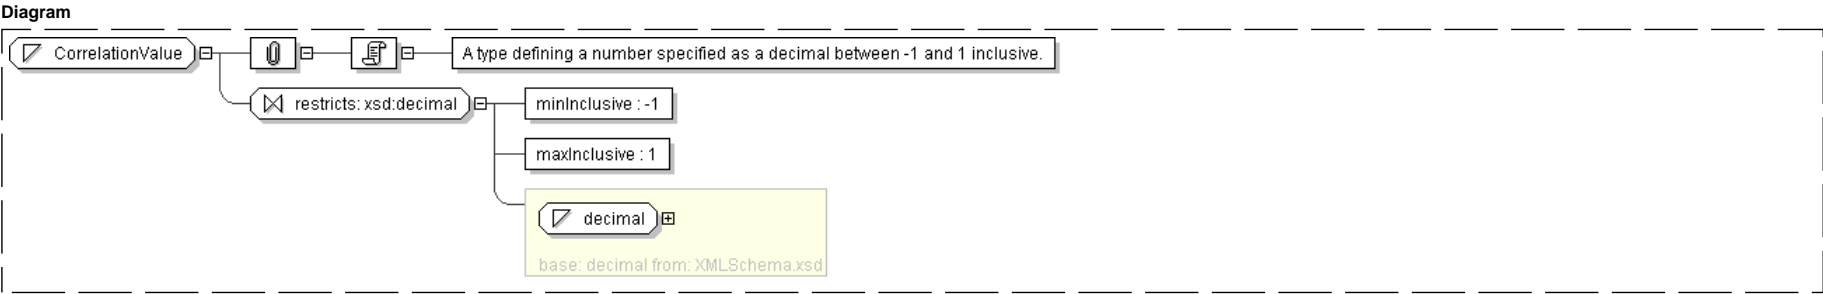 Diagram
CorrelationValue
A type defining a number specified as a decimal between -1 and 1 inclusive.
restricts: xsd:decimal
minInclusive : -1
maxInclusive : 1
decimal
base: decimal from: XMLSchema.xsd